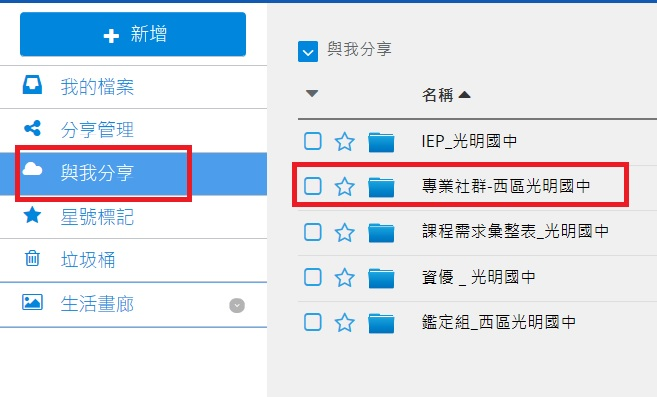 新增
我的檔案
分享管理
與我分享
星號標記
垃圾桶
生活畫廊
與我分享
名稱
IEP_光明國中
專業社群-西區光明國中
課程需求彙整表_光明國中
資優 _ 光明國中
鑑定組_西區光明國中